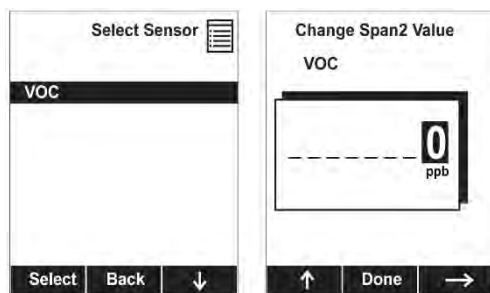 Select Sensor
VOC
Select Back ↓
Change Span2 Value
VOC
_ _ _ _ _ _ _ 0
ppb
↑ Done →